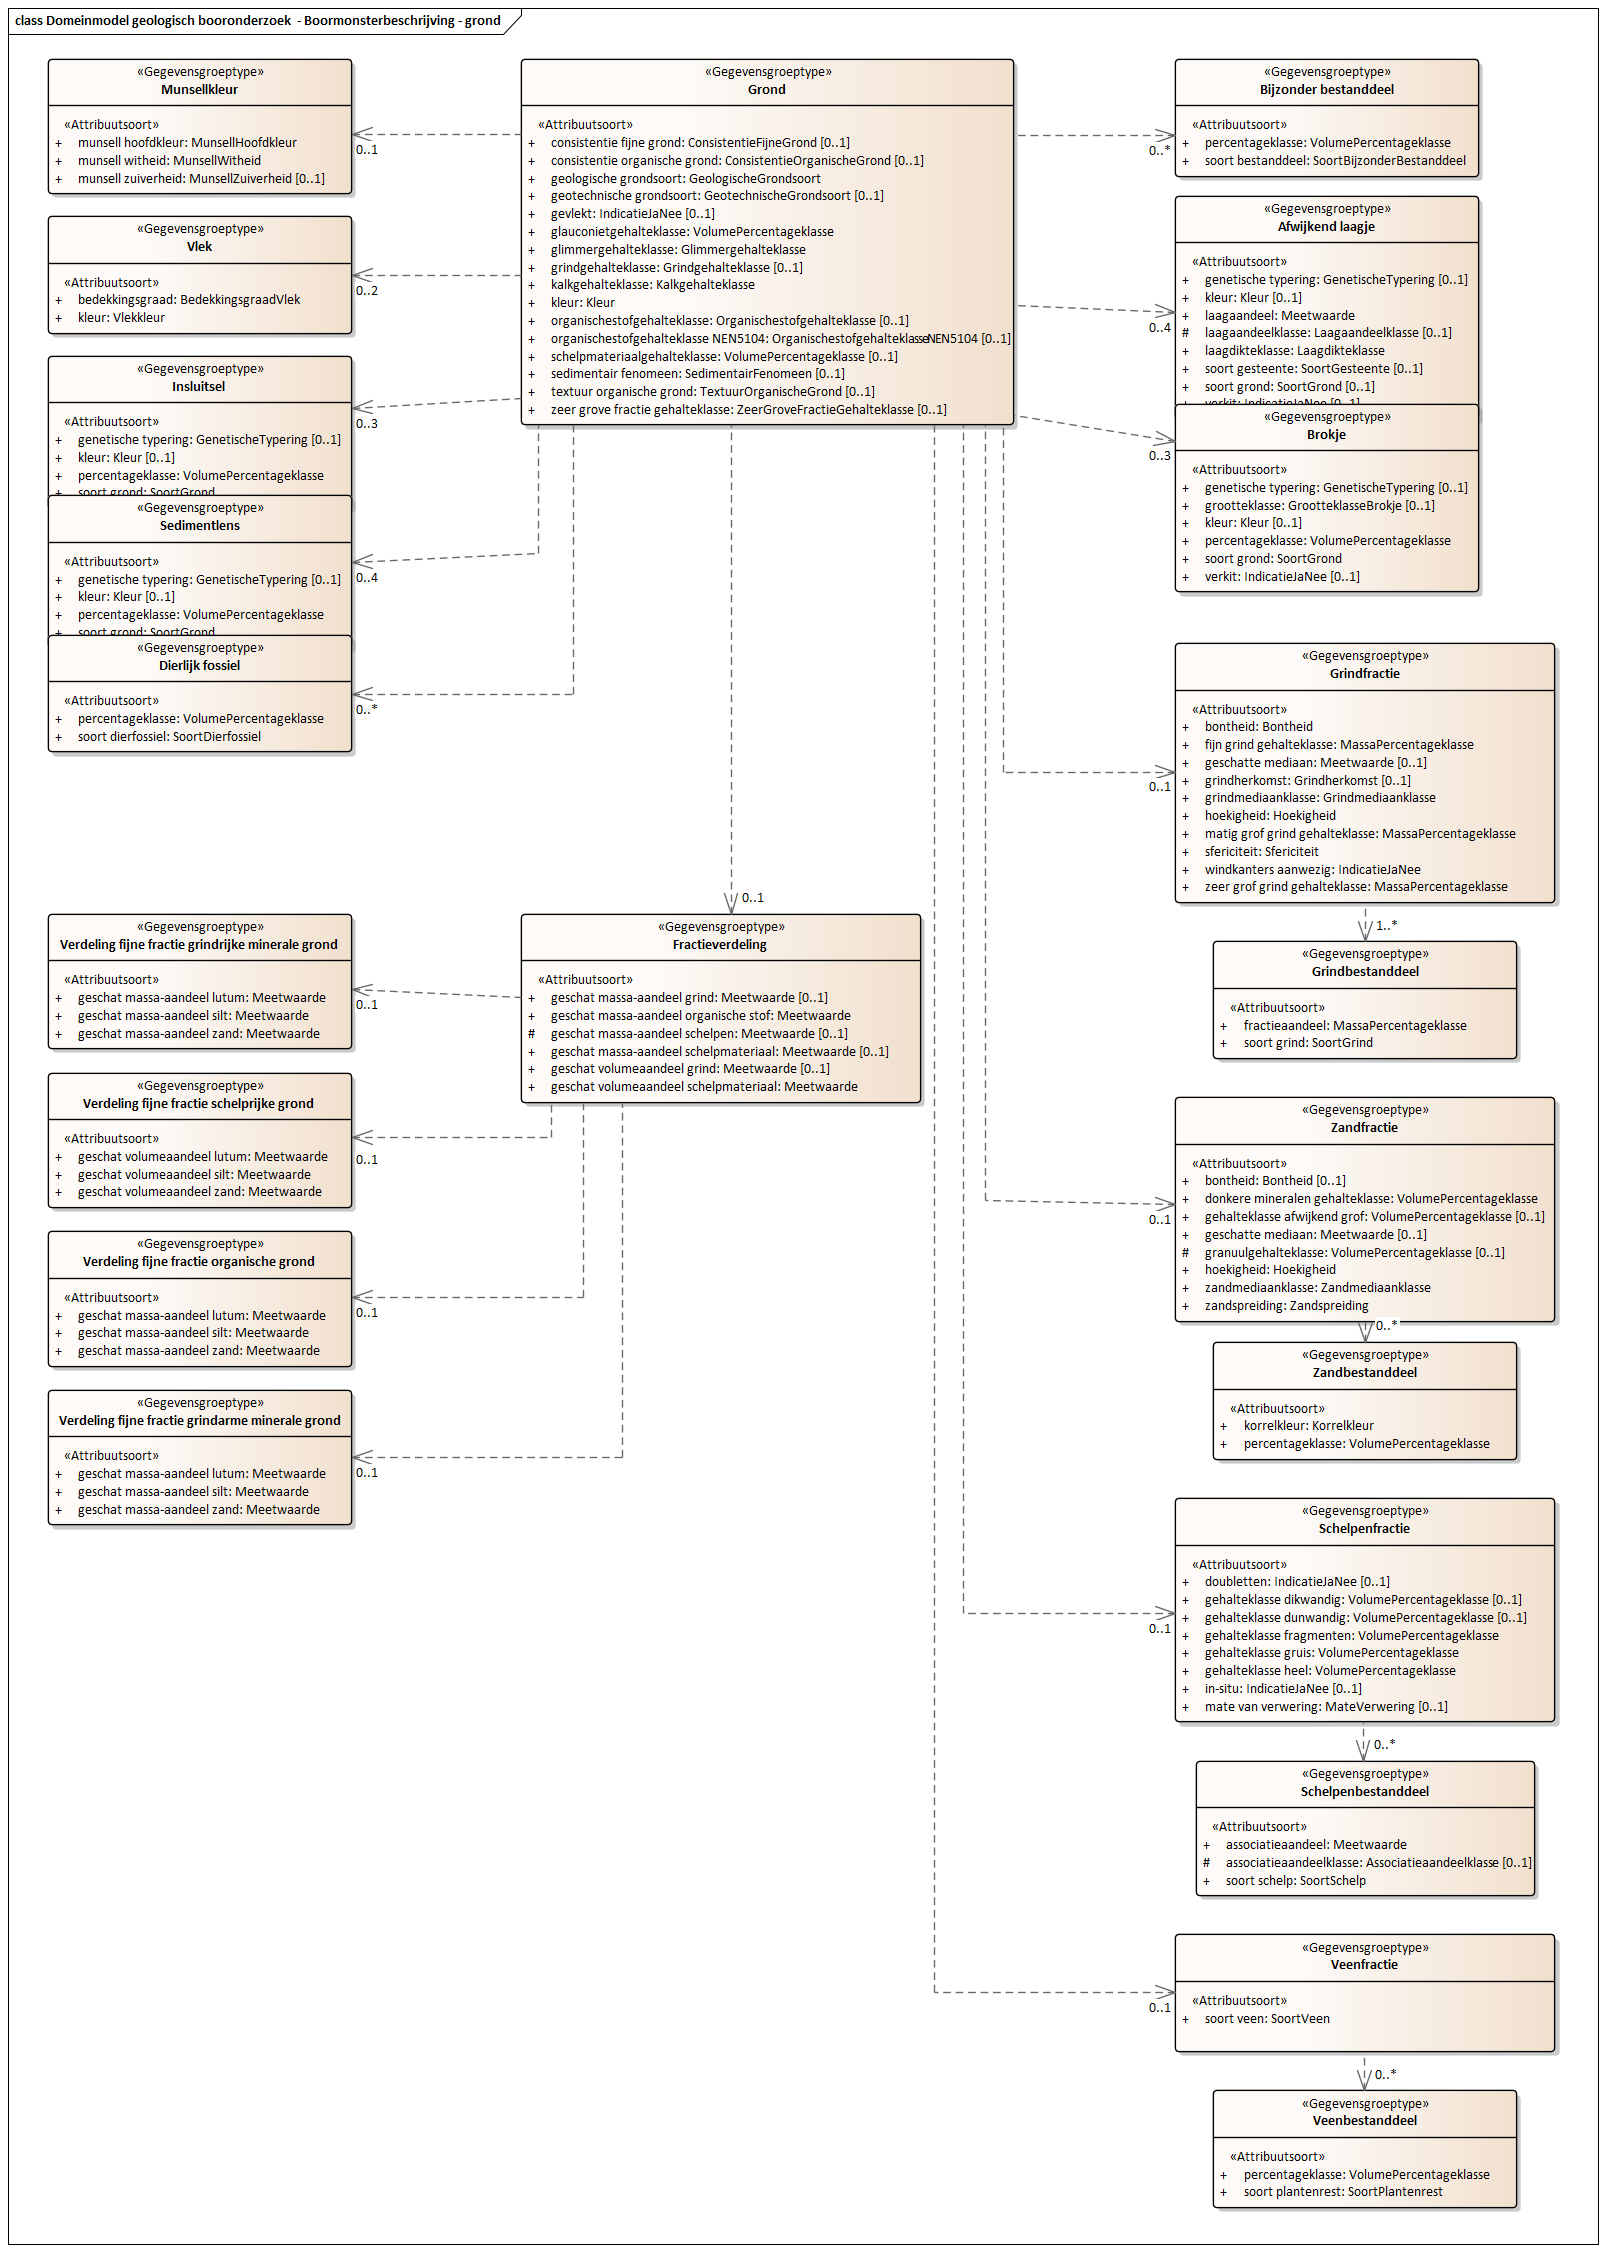 class Domeinmodel geologisch booronderzoek - Boormonsterbeschrijving - grond
«Gegevensgroeptype»
Munsellkleur
«Attribuutsoort»
+ munsell hoofdkleur: MunsellHoofdkleur
+ munsell witheid: MunsellWitheid
+ munsell zuiverheid: MunsellZuiverheid [0..1]
0..1
«Gegevensgroeptype»
Vlek
«Attribuutsoort»
+ bedekkingsgraad: BedekkingsgraadVlek
+ kleur: Vlekkleur
0..2
«Gegevensgroeptype»
Insluitsel
«Attribuutsoort»
+ genetische typering: GenetischeTypering [0..1]
+ kleur: Kleur [0..1]
+ percentageklasse: VolumePercentageklasse
+ soort grond: SoortGrond
0..3
«Gegevensgroeptype»
Sedimentlens
«Attribuutsoort»
+ genetische typering: GenetischeTypering [0..1]
+ kleur: Kleur [0..1]
+ percentageklasse: VolumePercentageklasse
+ soort grond: SoortGrond
0..4
«Gegevensgroeptype»
Dierlijk fossiel
«Attribuutsoort»
+ percentageklasse: VolumePercentageklasse
+ soort dierfossiel: SoortDierfossiel
0..*
«Gegevensgroeptype»
Grond
«Attribuutsoort»
+ consistentie fijne grond: ConsistentieFijneGrond [0..1]
+ consistentie organische grond: ConsistentieOrganischeGrond [0..1]
+ geologische grondsoort: GeologischeGrondsoort
+ geotechnische grondsoort: GeotechnischeGrondsoort [0..1]
+ gevlekt: IndicatieJaNee [0..1]
+ glauconietgehalteklasse: VolumePercentageklasse
+ glimmergehalteklasse: Glimmergehalteklasse
+ grindgehalteklasse: Grindgehalteklasse [0..1]
+ kalkgehalteklasse: Kalkgehalteklasse
+ kleur: Kleur
+ organischestofgehalteklasse: Organischestofgehalteklasse [0..1]
+ organischestofgehalteklasse NEN5104: OrganischestofgehalteklasseNEN5104 [0..1]
+ schelpmateriaalgehalteklasse: VolumePercentageklasse [0..1]
+ sedimentair fenomeen: SedimentairFenomeen [0..1]
+ textuur organische grond: TextuurOrganischeGrond [0..1]
+ zeer grove fractie gehalteklasse: ZeerGroveFractieGehalteklasse [0..1]
«Gegevensgroeptype»
Bijzonder bestanddeel
«Attribuutsoort»
+ percentageklasse: VolumePercentageklasse
+ soort bestanddeel: SoortBijzonderBestanddeel
0..*
«Gegevensgroeptype»
Afwijkend laagje
«Attribuutsoort»
+ genetische typering: GenetischeTypering [0..1]
+ kleur: Kleur [0..1]
+ laagaandeel: Meetwaarde
# laagaandeelklasse: Laagaandeelklasse [0..1]
+ laagdikteklasse: Laagdikteklasse
+ soort gesteente: SoortGesteente [0..1]
+ soort grond: SoortGrond [0..1]
+ verkit: IndicatieJaNee [0..1]
0..4
«Gegevensgroeptype»
Brokje
«Attribuutsoort»
+ genetische typering: GenetischeTypering [0..1]
+ grootteklasse: GrootteklasseBrokje [0..1]
+ kleur: Kleur [0..1]
+ percentageklasse: VolumePercentageklasse
+ soort grond: SoortGrond
+ verkit: IndicatieJaNee [0..1]
0..3
«Gegevensgroeptype»
Grindfractie
«Attribuutsoort»
+ bontheid: Bontheid
+ fijn grind gehalteklasse: MassaPercentageklasse
+ geschatte mediaan: Meetwaarde [0..1]
+ grindherkomst: Grindherkomst [0..1]
+ grindmediaanklasse: Grindmediaanklasse
+ hoekigheid: Hoekigheid
+ matig grof grind gehalteklasse: MassaPercentageklasse
+ sfericiteit: Sfericiteit
+ windkanters aanwezig: IndicatieJaNee
+ zeer grof grind gehalteklasse: MassaPercentageklasse
0..1
1..*
«Gegevensgroeptype»
Grindbestanddeel
«Attribuutsoort»
+ fractieaandeel: MassaPercentageklasse
+ soort grind: SoortGrind
0..1
«Gegevensgroeptype»
Fractieverdeling
«Attribuutsoort»
+ geschat massa-aandeel grind: Meetwaarde [0..1]
+ geschat massa-aandeel organische stof: Meetwaarde
# geschat massa-aandeel schelpen: Meetwaarde [0..1]
+ geschat massa-aandeel schelpmateriaal: Meetwaarde [0..1]
+ geschat volumeaandeel grind: Meetwaarde [0..1]
+ geschat volumeaandeel schelpmateriaal: Meetwaarde
«Gegevensgroeptype»
Verdeling fijne fractie grindrijke minerale grond
«Attribuutsoort»
+ geschat massa-aandeel lutum: Meetwaarde
+ geschat massa-aandeel silt: Meetwaarde
+ geschat massa-aandeel zand: Meetwaarde
0..1
«Gegevensgroeptype»
Verdeling fijne fractie schelprijke grond
«Attribuutsoort»
+ geschat volumeaandeel lutum: Meetwaarde
+ geschat volumeaandeel silt: Meetwaarde
+ geschat volumeaandeel zand: Meetwaarde
0..1
«Gegevensgroeptype»
Verdeling fijne fractie organische grond
«Attribuutsoort»
+ geschat massa-aandeel lutum: Meetwaarde
+ geschat massa-aandeel silt: Meetwaarde
+ geschat massa-aandeel zand: Meetwaarde
0..1
«Gegevensgroeptype»
Verdeling fijne fractie grindarme minerale grond
«Attribuutsoort»
+ geschat massa-aandeel lutum: Meetwaarde
+ geschat massa-aandeel silt: Meetwaarde
+ geschat massa-aandeel zand: Meetwaarde
0..1
«Gegevensgroeptype»
Zandfractie
«Attribuutsoort»
+ bontheid: Bontheid [0..1]
+ donkere mineralen gehalteklasse: VolumePercentageklasse
+ gehalteklasse afwijkend grof: VolumePercentageklasse [0..1]
+ geschatte mediaan: Meetwaarde [0..1]
# granuulgehalteklasse: VolumePercentageklasse [0..1]
+ hoekigheid: Hoekigheid
+ zandmediaanklasse: Zandmediaanklasse
+ zandspreiding: Zandspreiding
0..1
0..*
«Gegevensgroeptype»
Zandbestanddeel
«Attribuutsoort»
+ korrelkleur: Korrelkleur
+ percentageklasse: VolumePercentageklasse
«Gegevensgroeptype»
Schelpenfractie
«Attribuutsoort»
+ doubletten: IndicatieJaNee [0..1]
+ gehalteklasse dikwandig: VolumePercentageklasse [0..1]
+ gehalteklasse dunwandig: VolumePercentageklasse [0..1]
+ gehalteklasse fragmenten: VolumePercentageklasse
+ gehalteklasse gruis: VolumePercentageklasse
+ gehalteklasse heel: VolumePercentageklasse
+ in-situ: IndicatieJaNee [0..1]
+ mate van verwering: MateVerwering [0..1]
0..1
0..*
«Gegevensgroeptype»
Schelpenbestanddeel
«Attribuutsoort»
+ associatieaandeel: Meetwaarde
# associatieaandeelklasse: Associatieaandeelklasse [0..1]
+ soort schelp: SoortSchelp
«Gegevensgroeptype»
Veenfractie
«Attribuutsoort»
+ soort veen: SoortVeen
0..1
0..*
«Gegevensgroeptype»
Veenbestanddeel
«Attribuutsoort»
+ percentageklasse: VolumePercentageklasse
+ soort plantenrest: SoortPlantenrest